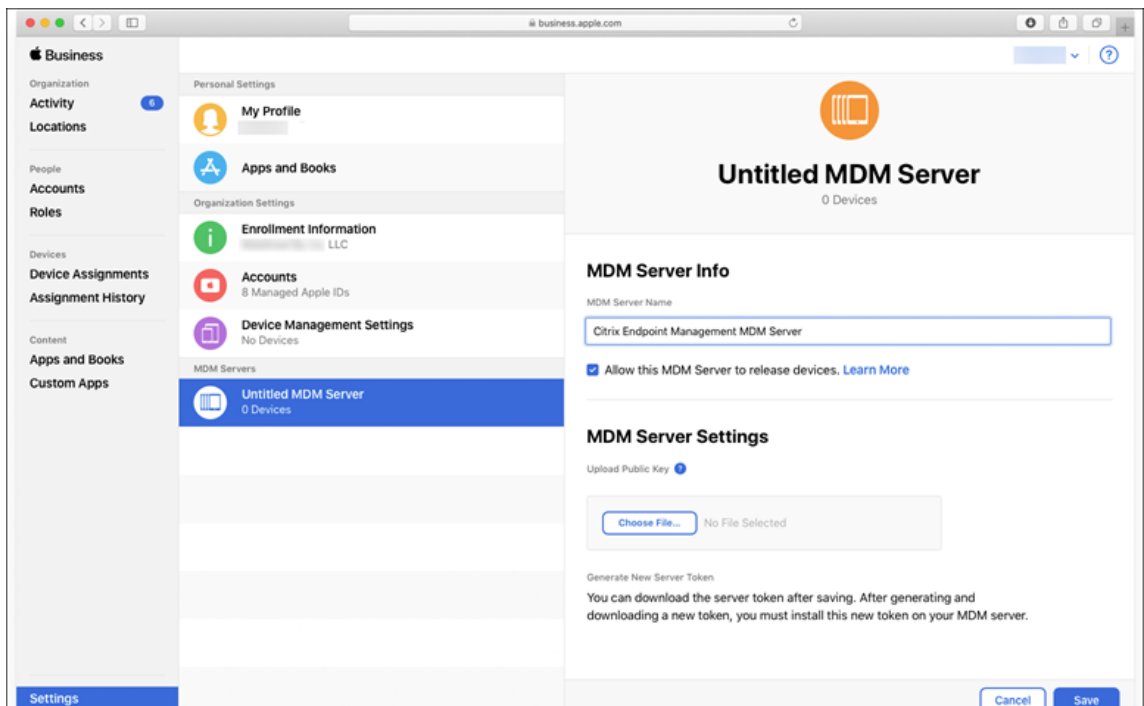 business.apple.com
Business
Organization
Activity
6
Locations
People
Accounts
Roles
Devices
Device Assignments
Assignment History
Content
Apps and Books
Custom Apps
Settings
Personal Settings
My Profile
Apps and Books
Organization Settings
Enrollment Information
LLC
Accounts
8 Managed Apple IDs
Device Management Settings
No Devices
MDM Servers
Untitled MDM Server
0 Devices
Untitled MDM Server
0 Devices
MDM Server Info
MDM Server Name
Citrix Endpoint Management MDM Server
Allow this MDM Server to release devices. Learn More
MDM Server Settings
Upload Public Key ?
Choose File... No File Selected
Generate New Server Token
You can download the server token after saving. After generating and
downloading a new token, you must install this new token on your MDM server.
Cancel
Save